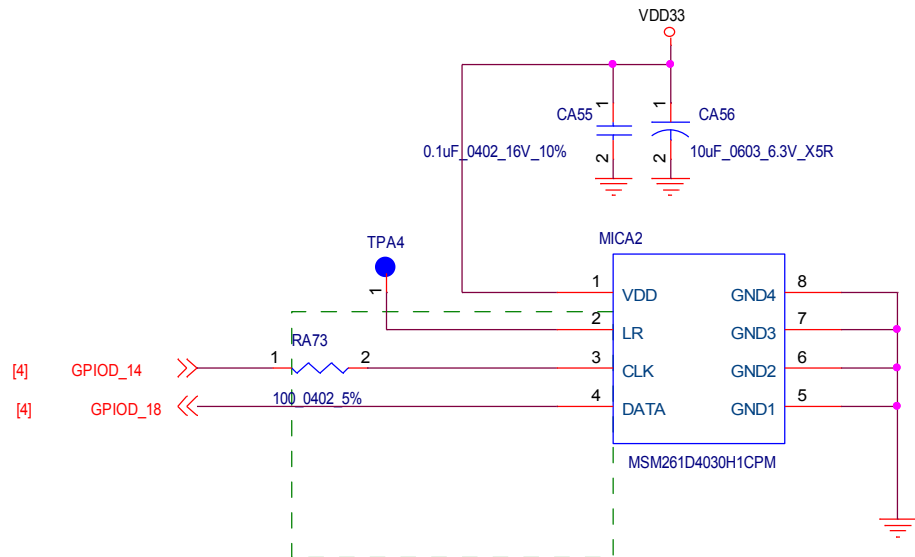 VDD33
1
1
CA55
CA56
0.1uF_0402_16V_10%
2
2
10uF_0603_6.3V_X5R
TPA4
MICA2
1
1
VDD
GND4
8
2
LR
GND3
7
RA73
[4]
GPIOD_14
1
2
3
CLK
GND2
6
[4]
GPIOD_18
100_0402_5%
4
DATA
GND1
5
MSM261D4030H1CPM